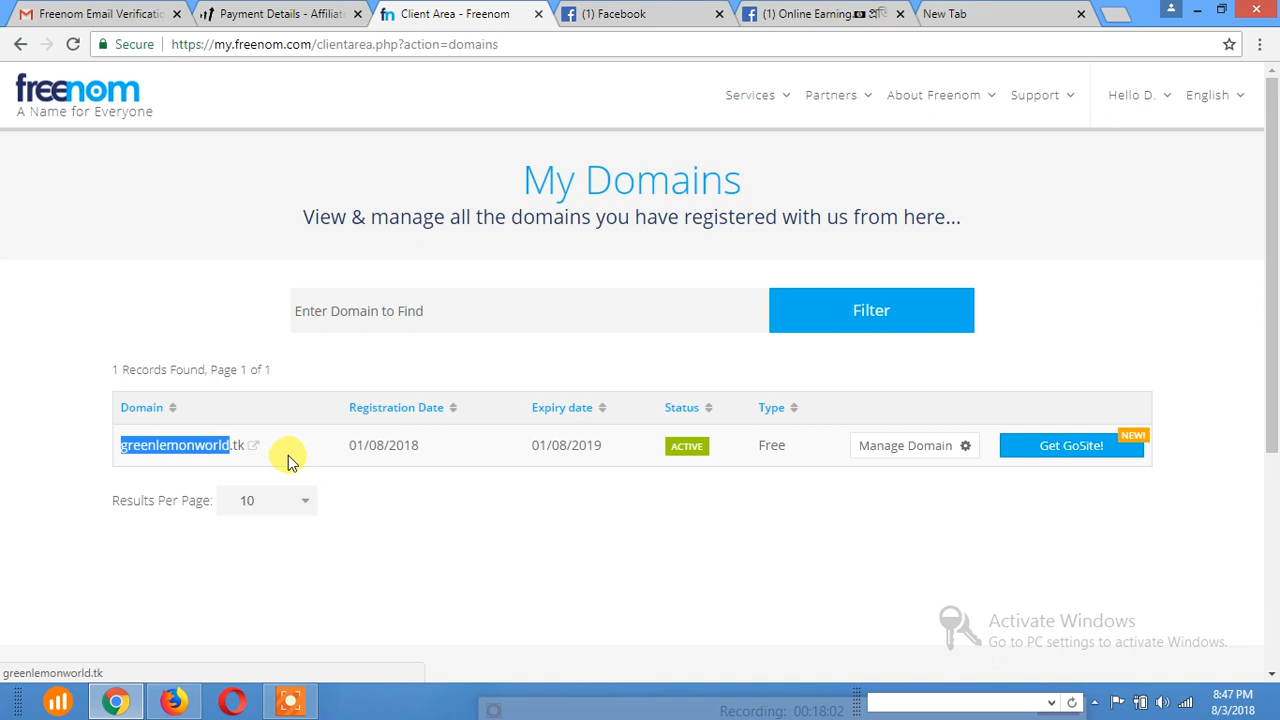 Freenom Email Verificatio
Payment Details - Affiliate
Client Area - Freenom
(1) Facebook
(1) Online Earning
New Tab
Secure
https://my.freenom.com/clientarea.php?action=domains
freenom
A Name for Everyone
Services
Partners
About Freenom
Support
Hello D.
English
My Domains
View & manage all the domains you have registered with us from here...
Enter Domain to Find
Filter
1 Records Found, Page 1 of 1
Domain
Registration Date
Expiry date
Status
Type
greenlemonworld.tk
01/08/2018
01/08/2019
ACTIVE
Free
Manage Domain
Get GoSite!
NEW!
Results Per Page:
10
Activate Windows
Go to PC settings to activate Windows.
greenlemonworld.tk
Recording: 00:18:02
8:47 PM
8/3/2018